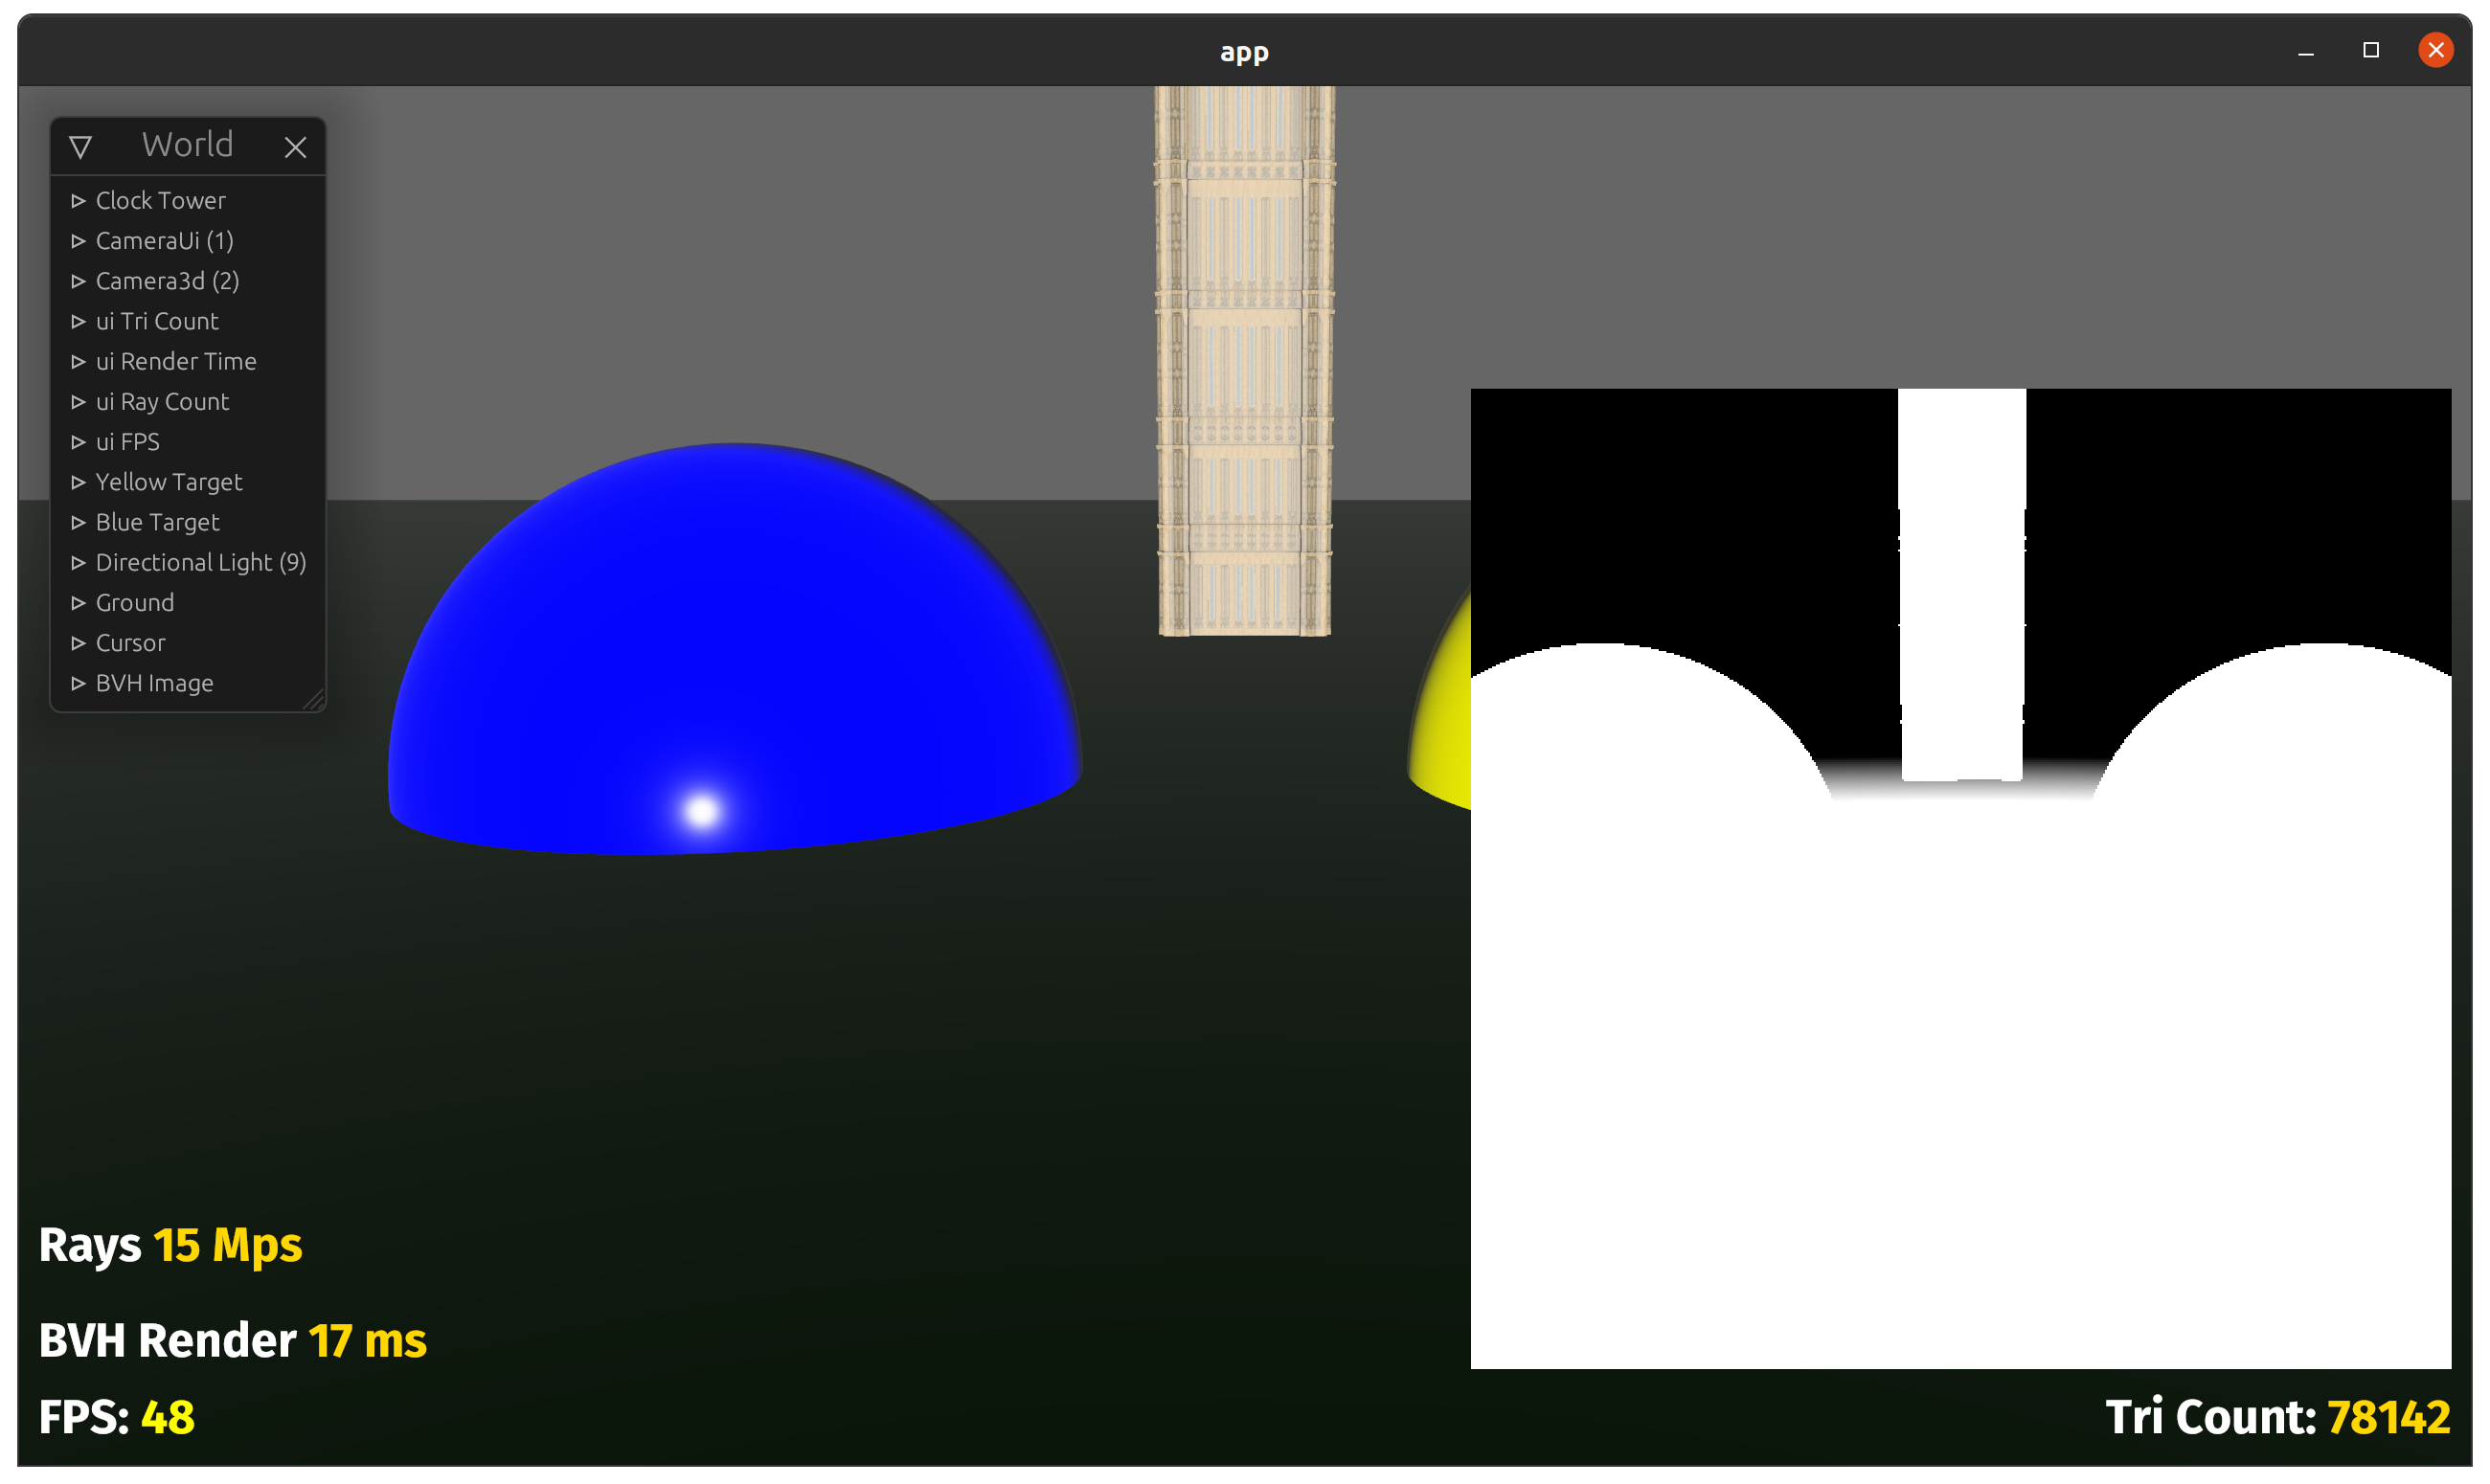 app
World
Clock Tower
CameraUi (1)
Camera3d (2)
ui Tri Count
ui Render Time
ui Ray Count
ui FPS
Yellow Target
Blue Target
Directional Light (9)
Ground
Cursor
BVH Image
Rays 15 Mps
BVH Render 17 ms
FPS: 48
Tri Count: 78142